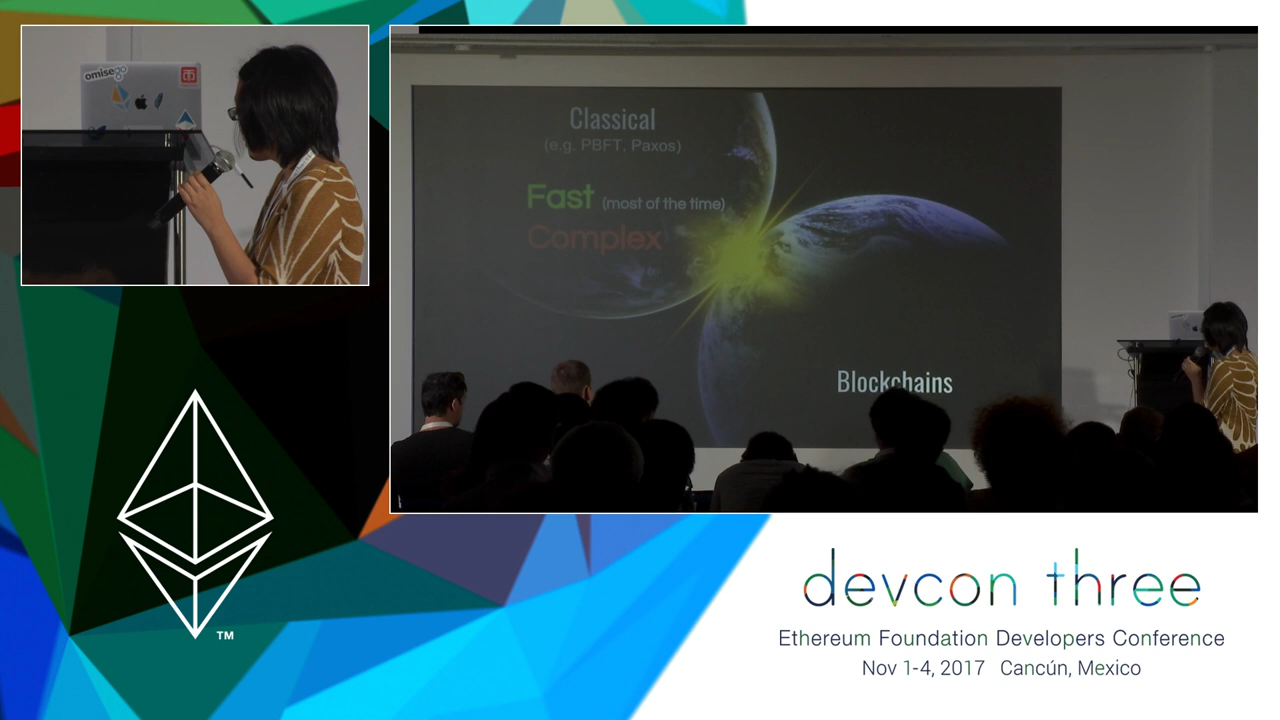 omisego
Classical
(e.g. PBFT, Paxos)
Fast (most of the time)
Complex
Blockchains
TM
devcon three
Ethereum Foundation Developers Conference
Nov 1-4, 2017 Cancún, Mexico